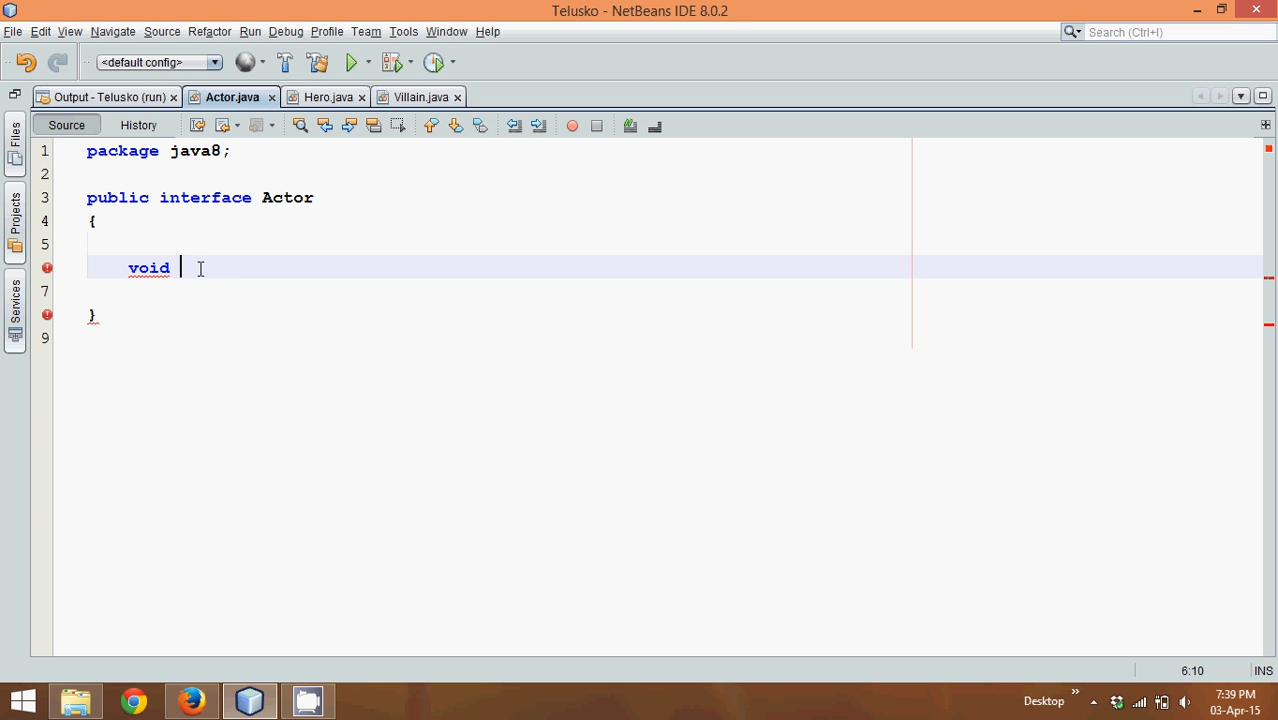 Telusko - NetBeans IDE 8.0.2
File Edit View Navigate Source Refactor Run Debug Profile Team Tools Window Help
Search (Ctrl+I)
<default config>
Output - Telusko (run) Actor.java Hero.java Villain.java
Source History
Files
Projects
Services
1 package java8;
2
3 public interface Actor
4 {
5
void
7
}
9
6:10 INS
Desktop
7:39 PM
03-Apr-15